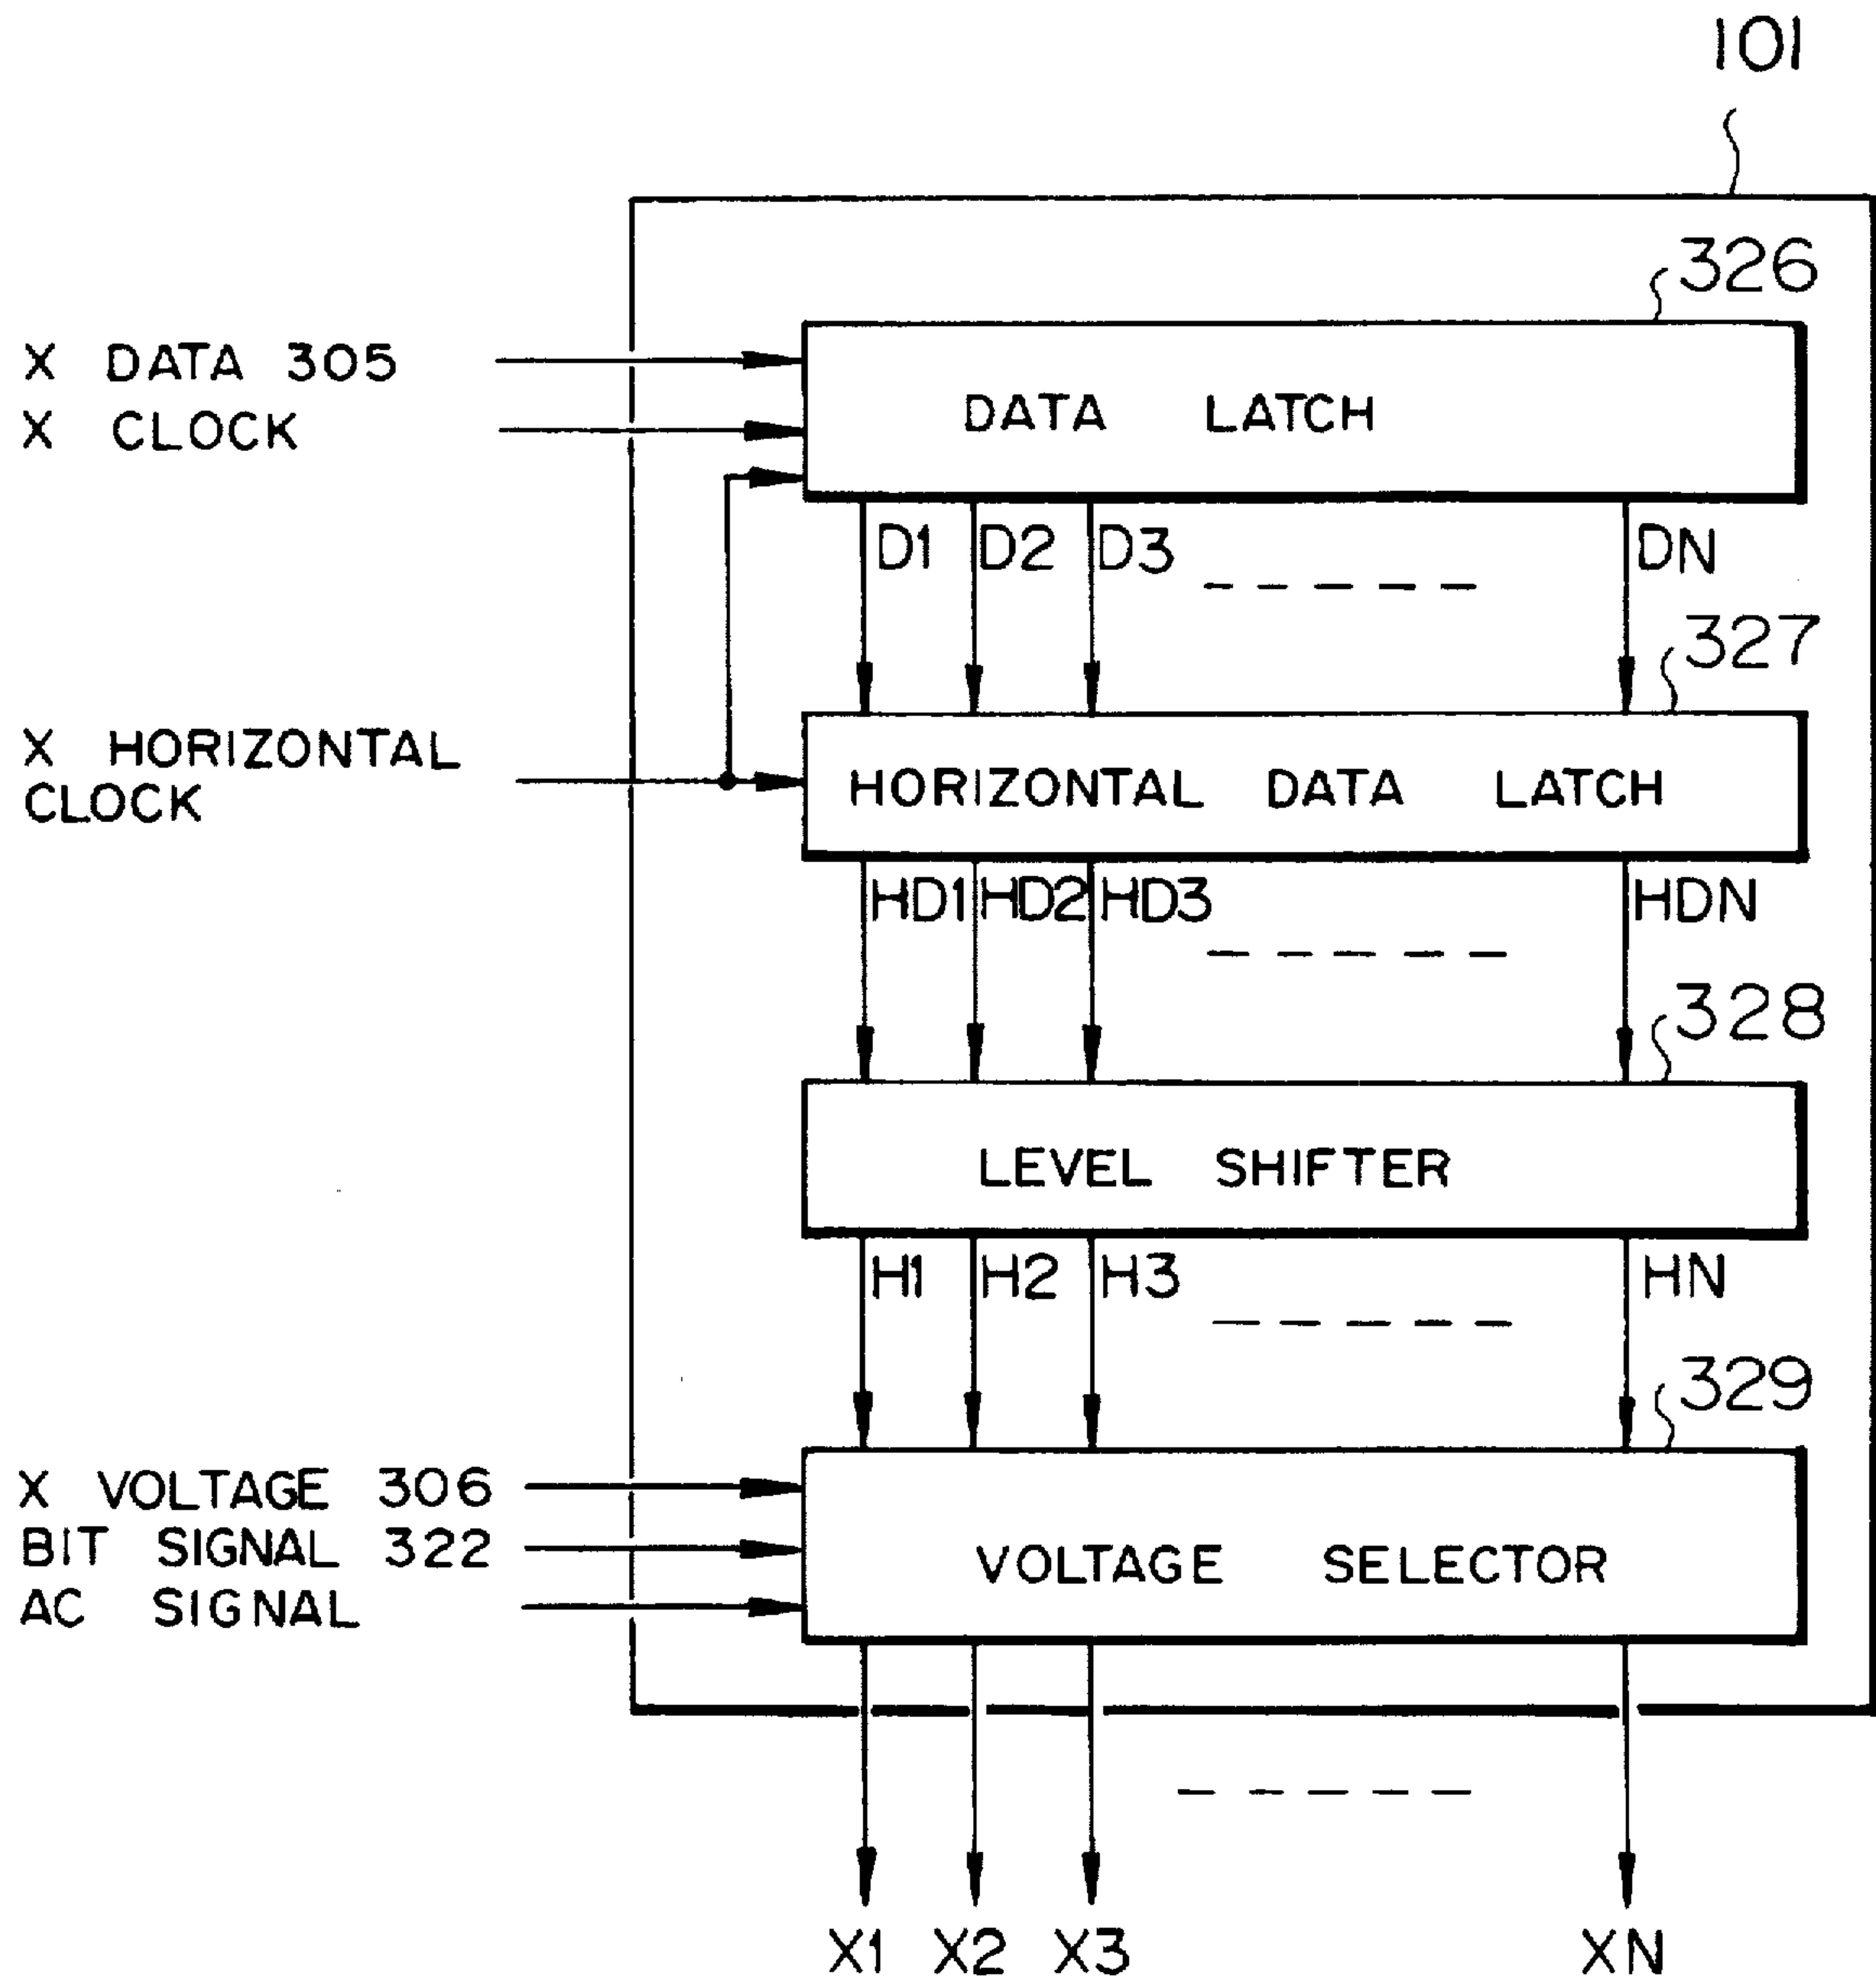 101
326
X DATA 305
X CLOCK
DATA LATCH
D1 D2 D3 DN
327
X HORIZONTAL
CLOCK
HORIZONTAL DATA LATCH
HD1 HD2 HD3 HDN
328
LEVEL SHIFTER
H1 H2 H3 HN
329
X VOLTAGE 306
BIT SIGNAL 322
AC SIGNAL
VOLTAGE SELECTOR
X1 X2 X3 XN